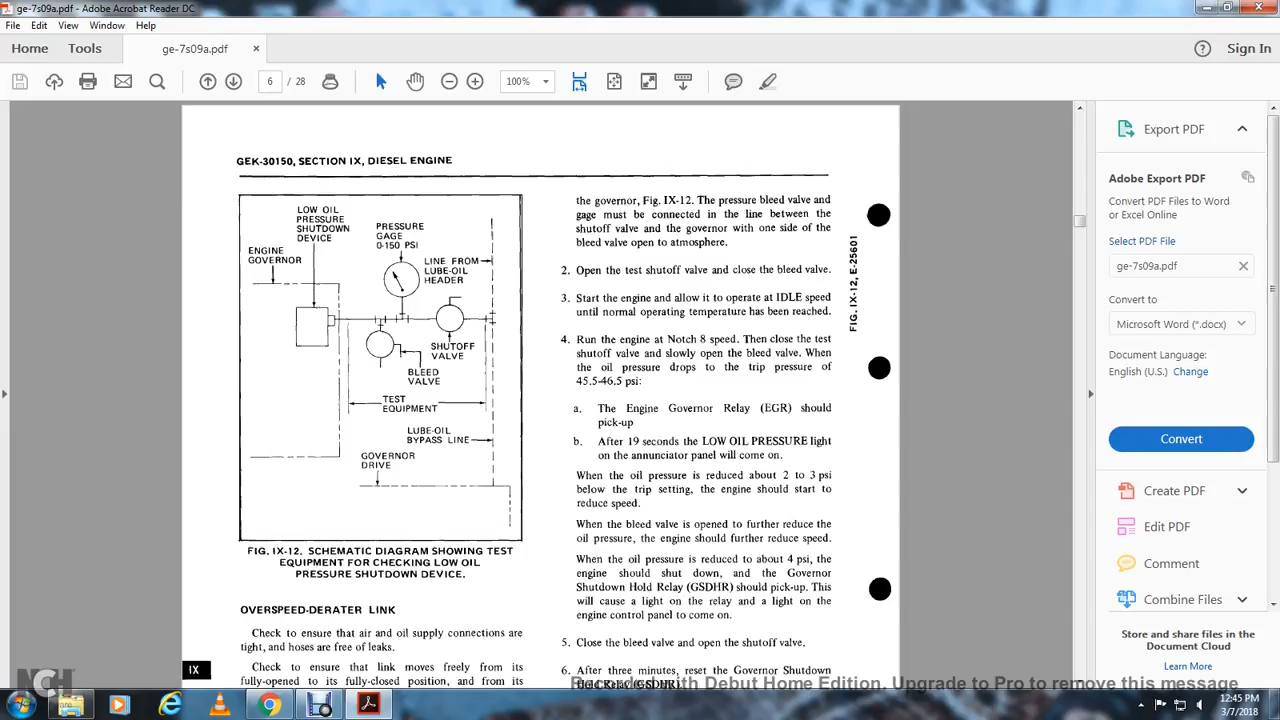 ge-7s09a.pdf - Adobe Acrobat Reader DC
File Edit View Window Help
Home Tools ge-7s09a.pdf × Sign In
6 / 28 100%
GEK-30150, SECTION IX, DIESEL ENGINE
LOW OIL
PRESSURE
SHUTDOWN
DEVICE
PRESSURE
GAGE
0-150 PSI
ENGINE
GOVERNOR
LINE FROM
LUBE-OIL
HEADER
SHUTOFF
VALVE
BLEED
VALVE
TEST
EQUIPMENT
LUBE-OIL
BYPASS LINE
GOVERNOR
DRIVE
FIG. IX-12. SCHEMATIC DIAGRAM SHOWING TEST
EQUIPMENT FOR CHECKING LOW OIL
PRESSURE SHUTDOWN DEVICE.
OVERSPEED-DERATER LINK
Check to ensure that air and oil supply connections are
tight, and hoses are free of leaks.
Check to ensure that link moves freely from its
fully-opened to its fully-closed position, and from its
IX
the governor, Fig. IX-12. The pressure bleed valve and
gage must be connected in the line between the
shutoff valve and the governor with one side of the
bleed valve open to atmosphere.
2. Open the test shutoff valve and close the bleed valve.
3. Start the engine and allow it to operate at IDLE speed
until normal operating temperature has been reached.
4. Run the engine at Notch 8 speed. Then close the test
shutoff valve and slowly open the bleed valve. When
the oil pressure drops to the trip pressure of
45.5-46.5 psi:
a. The Engine Governor Relay (EGR) should
pick-up
b. After 19 seconds the LOW OIL PRESSURE light
on the annunciator panel will come on.
When the oil pressure is reduced about 2 to 3 psi
below the trip setting, the engine should start to
reduce speed.
When the bleed valve is opened to further reduce the
oil pressure, the engine should further reduce speed.
When the oil pressure is reduced to about 4 psi, the
engine should shut down, and the Governor
Shutdown Hold Relay (GSDHR) should pick-up. This
will cause a light on the relay and a light on the
engine control panel to come on.
5. Close the bleed valve and open the shutoff valve.
6. After three minutes, reset the Governor Shutdown
Hold Relay (GSDHR)
FIG. IX-12, E-25601
Export PDF
Adobe Export PDF
Convert PDF Files to Word
or Excel Online
Select PDF File
ge-7s09a.pdf
Convert to
Microsoft Word (*.docx)
Document Language:
English (U.S.) Change
Convert
Create PDF
Edit PDF
Comment
Combine Files
Store and share files in the
Document Cloud
Learn More
NCH
Recorded with Debut Home Edition. Upgrade to Pro to remove this message
12:45 PM
3/7/2018